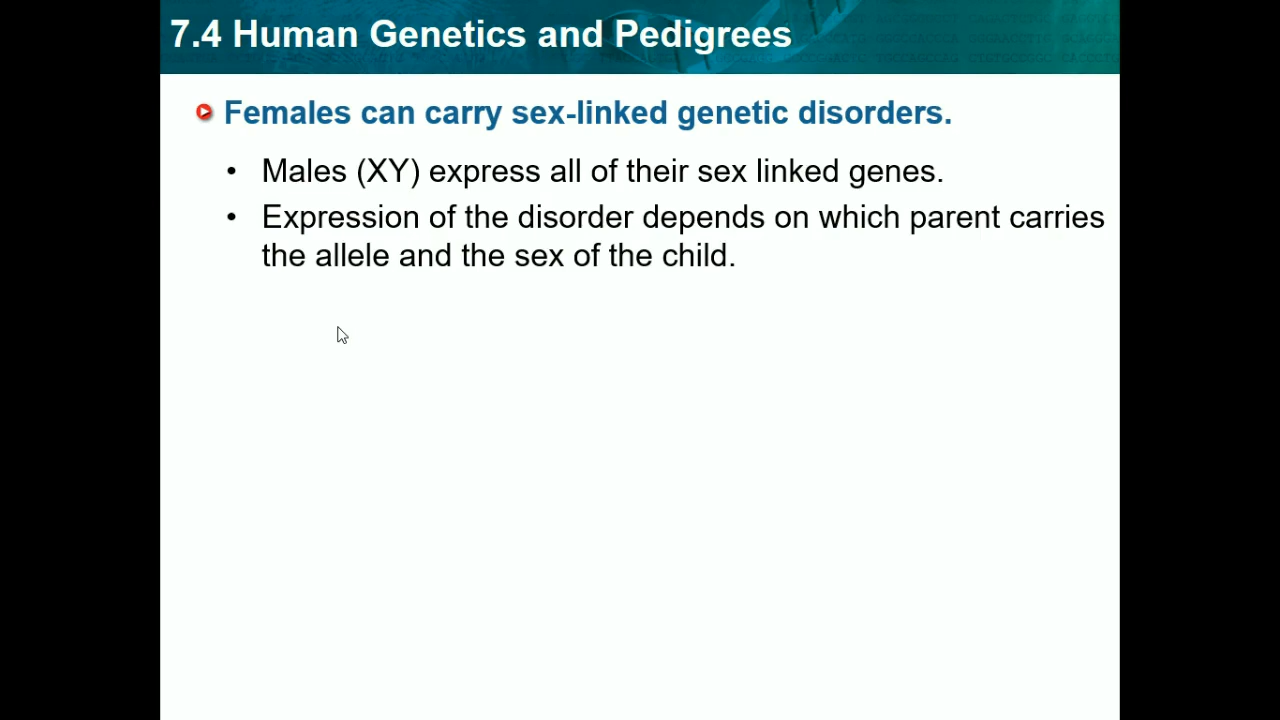 7.4 Human Genetics and Pedigrees
Females can carry sex-linked genetic disorders.
• Males (XY) express all of their sex linked genes.
• Expression of the disorder depends on which parent carries
the allele and the sex of the child.